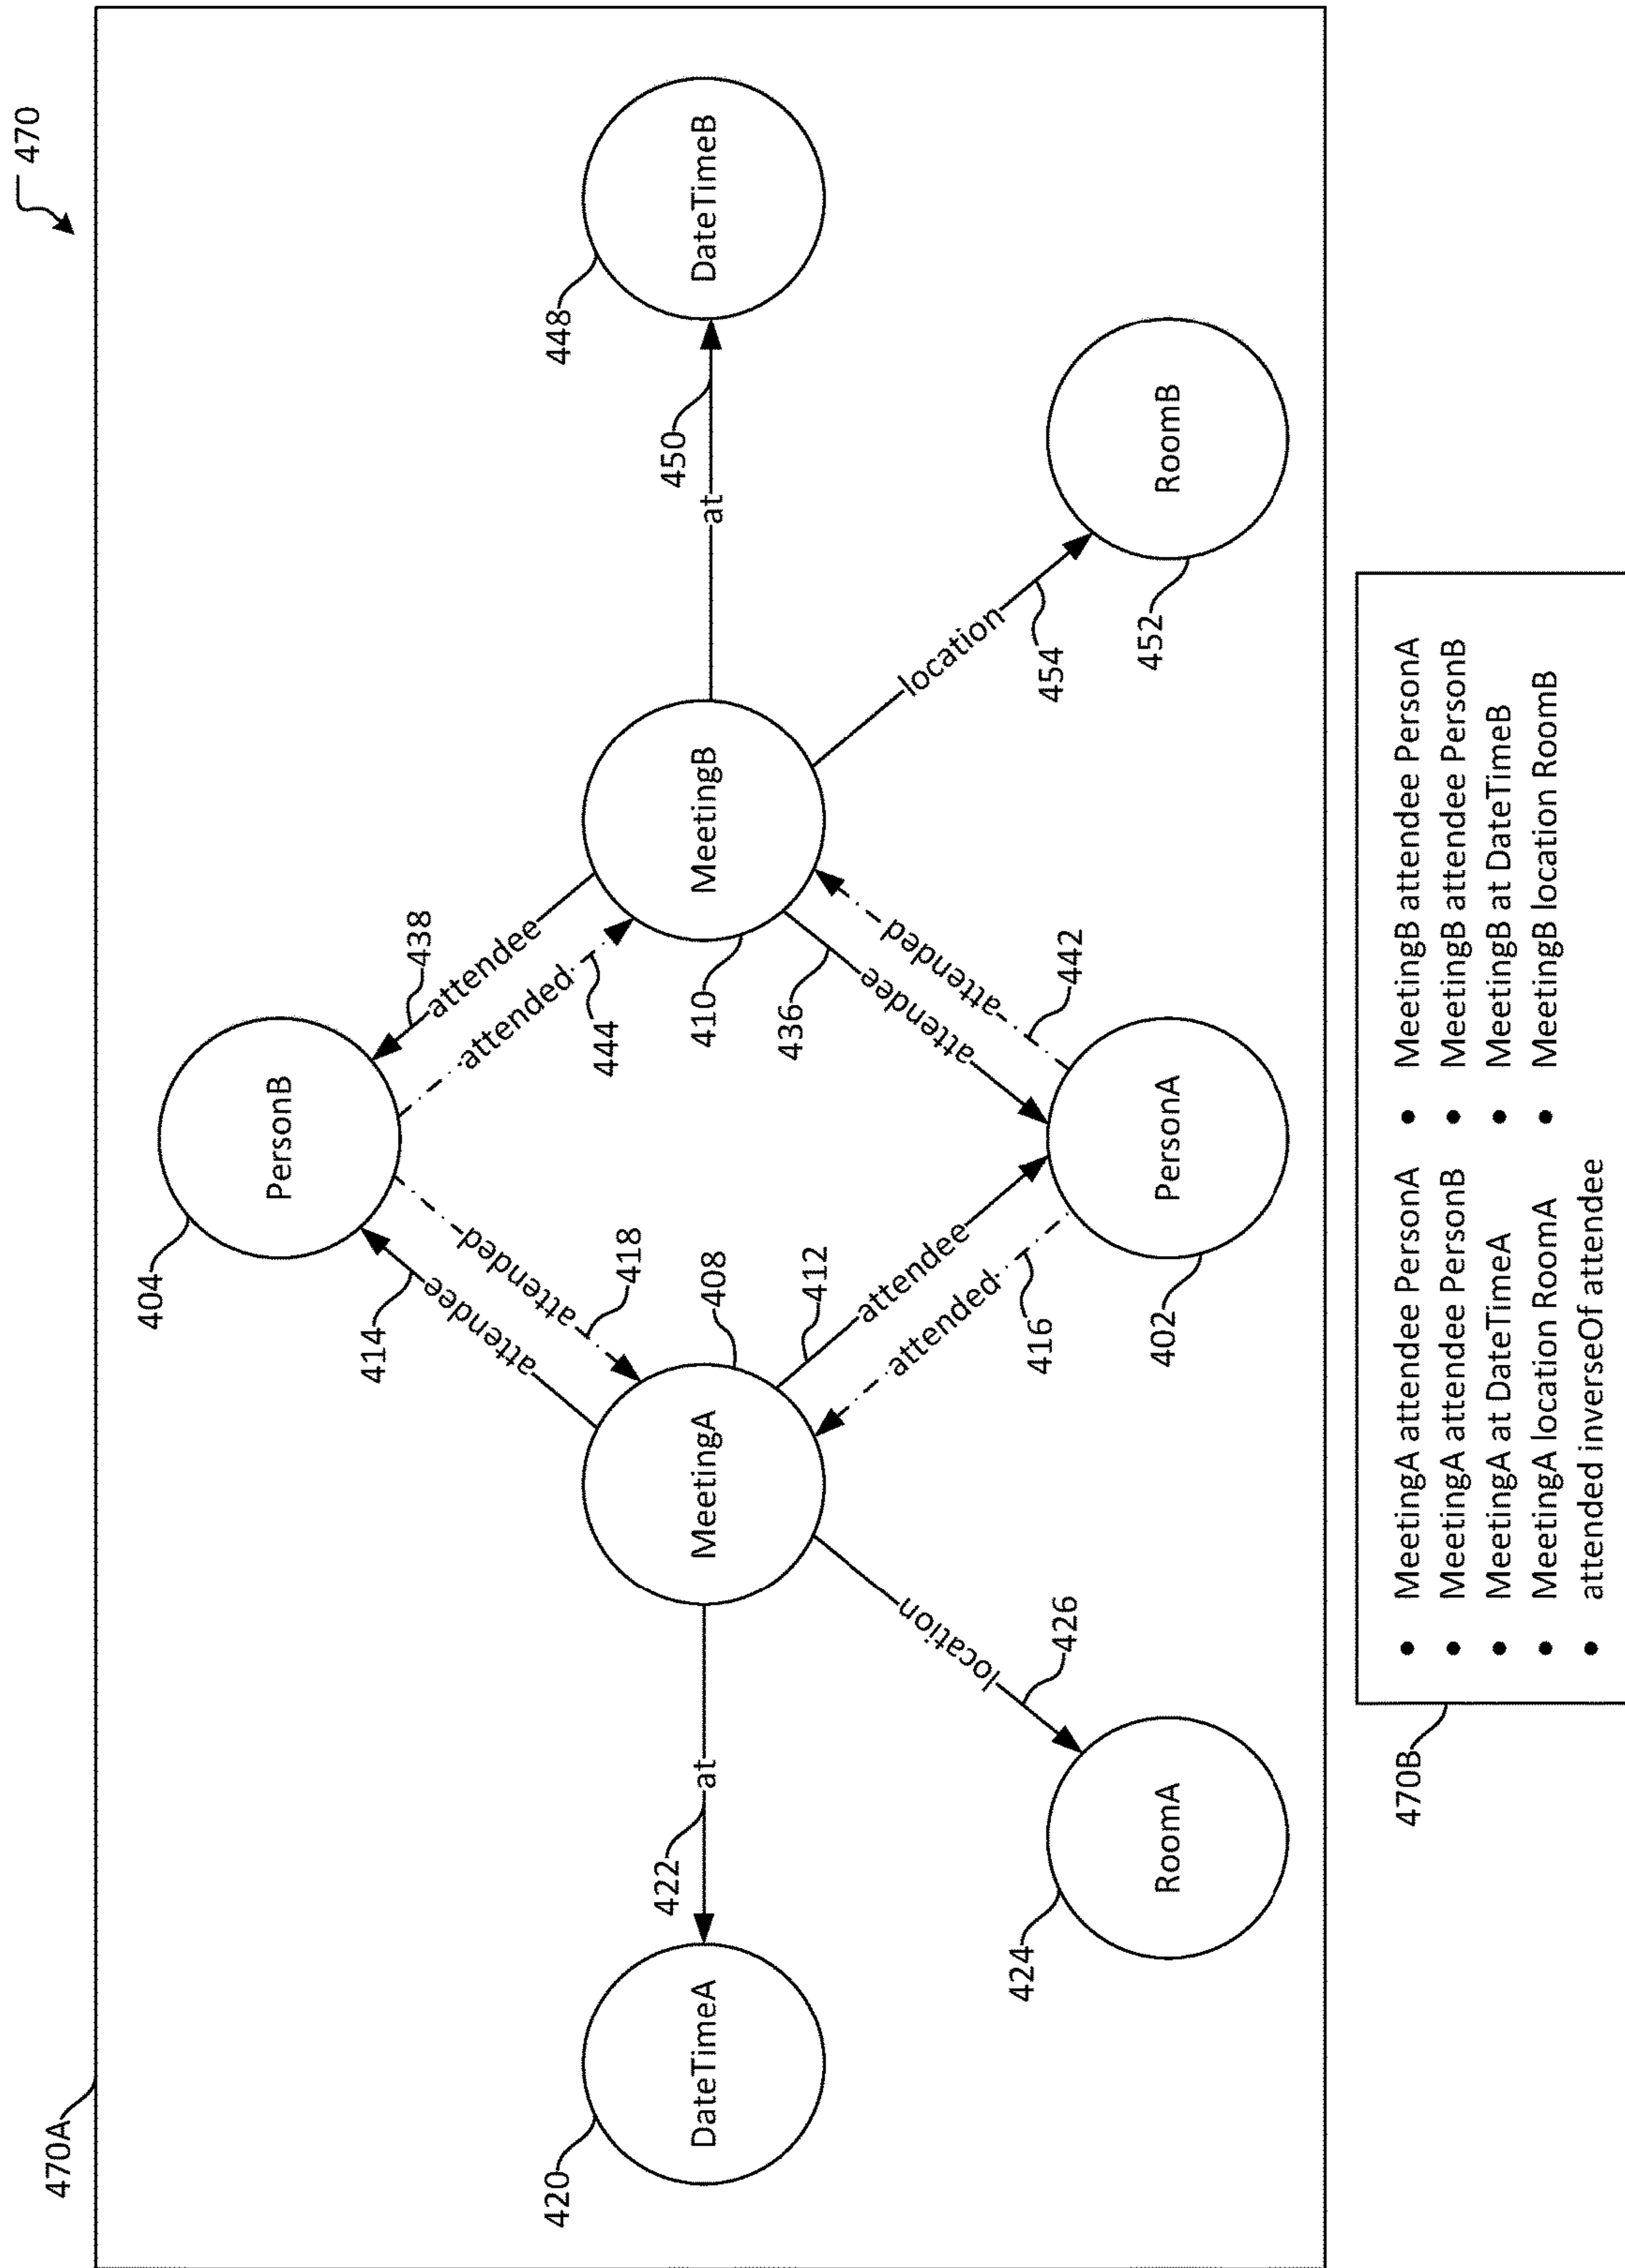 470
470A
404
PersonB
414
attendee
attended
418
438
attendee
attended
444
420
DateTimeA
422
at
MeetingA
408
410
MeetingB
450
at
448
DateTimeB
412
attendee
attended
416
436
attendee
attended
442
location
426
424
RoomA
402
PersonA
location
454
452
RoomB
470B
• MeetingA attendee PersonA
• MeetingA attendee PersonB
• MeetingA at DateTimeA
• MeetingA location RoomA
• attended inverseOf attendee
• MeetingB attendee PersonA
• MeetingB attendee PersonB
• MeetingB at DateTimeB
• MeetingB location RoomB